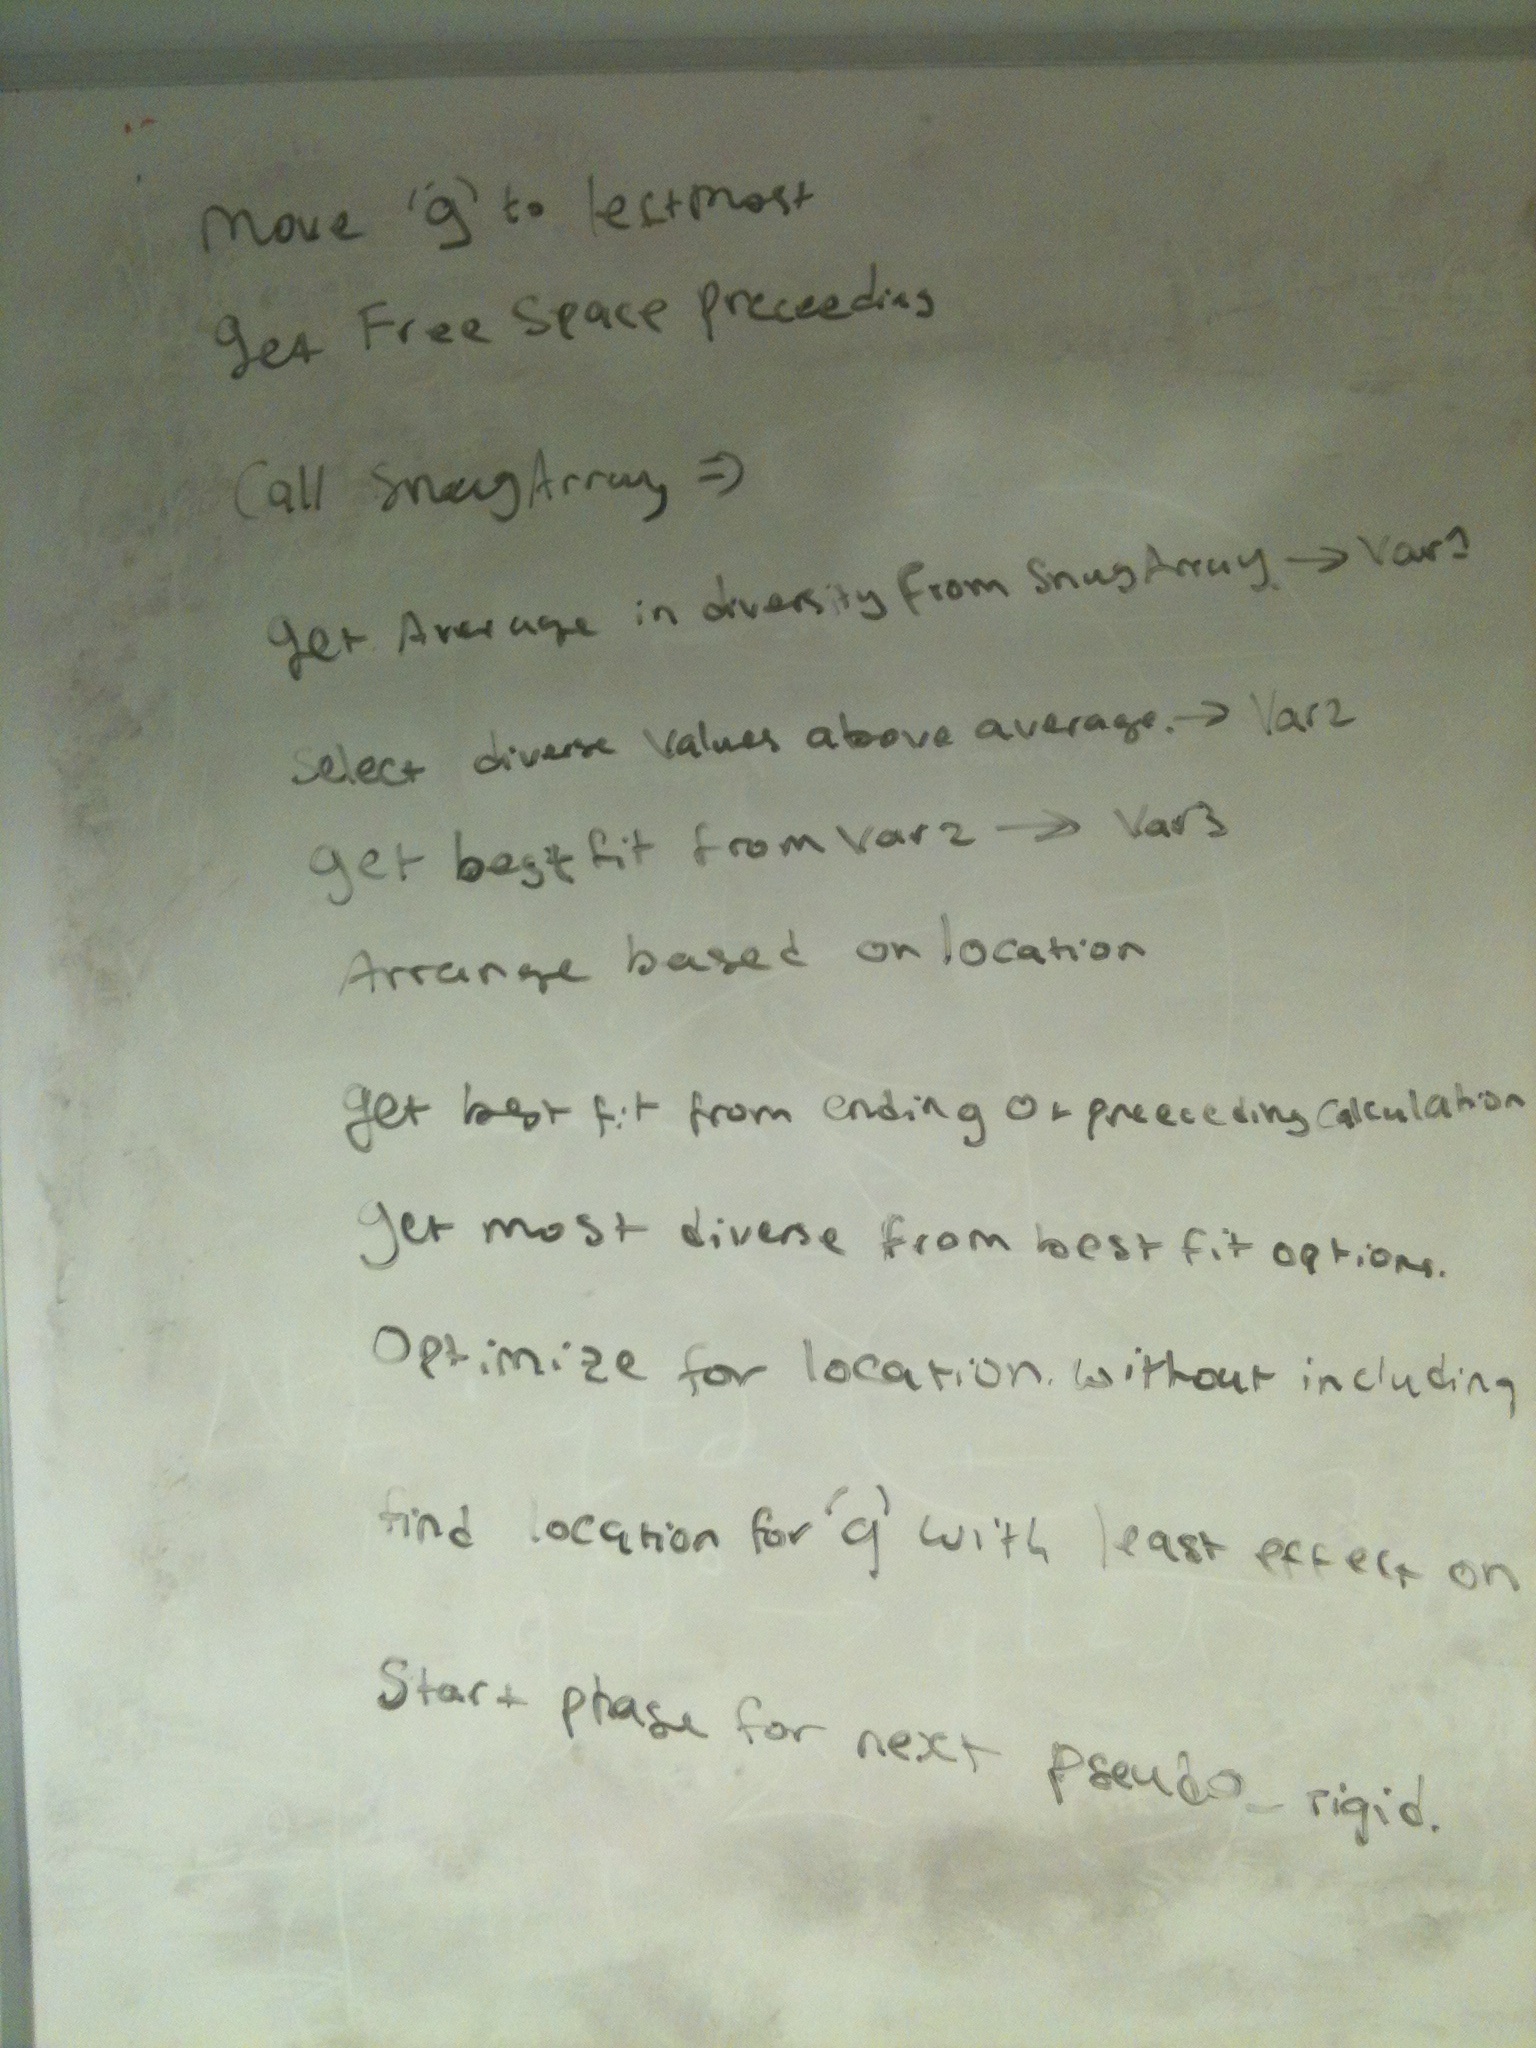 Move 'g' to leftmost
get Free Space preceeding
Call SnugArray =>
get Average in diversity from SnugArray. → Var1
Select diverse values above average. → Var2
get best fit from Var2 → Var3
Arrange based on location
get best fit from ending or preeceding calculation
get most diverse from best fit options.
Optimize for location. without including
find location for 'g' with least effect on
Start phase for next pseudo_rigid.